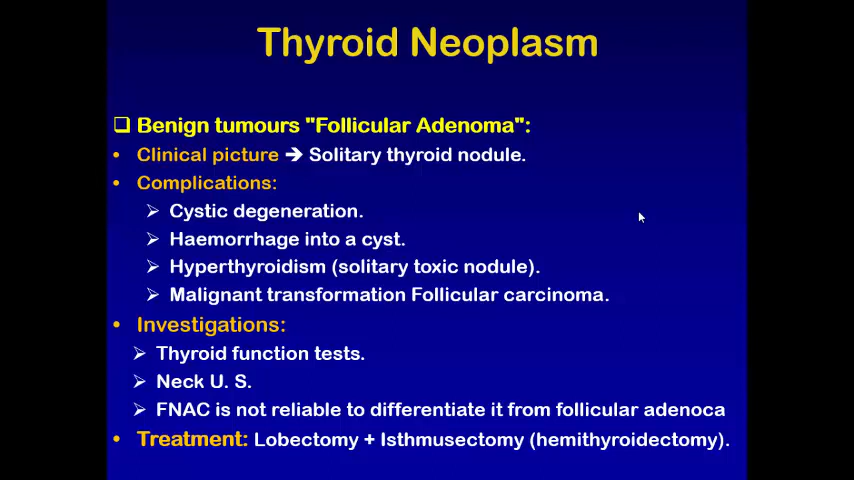 Thyroid Neoplasm
❑ Benign tumours "Follicular Adenoma":
• Clinical picture ➔ Solitary thyroid nodule.
• Complications:
➢ Cystic degeneration.
➢ Haemorrhage into a cyst.
➢ Hyperthyroidism (solitary toxic nodule).
➢ Malignant transformation Follicular carcinoma.
• Investigations:
➢ Thyroid function tests.
➢ Neck U. S.
➢ FNAC is not reliable to differentiate it from follicular adenoca
• Treatment: Lobectomy + Isthmusectomy (hemithyroidectomy).